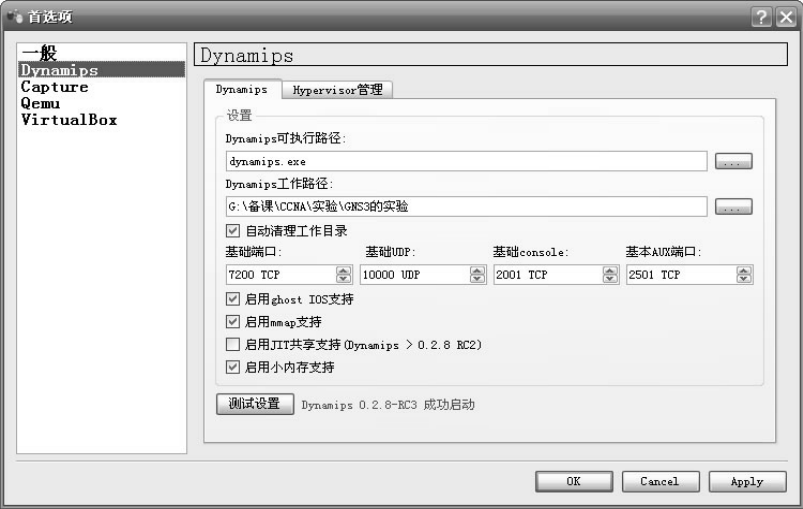 首选项
一般
Dynamips
Capture
Qemu
VirtualBox
Dynamips
Dynamips Hypervisor管理
设置
Dynamips可执行路径:
dynamips.exe ...
Dynamips工作路径:
G:\备课\CCNA\实验\GNS3的实验 ...
自动清理工作目录
基础端口: 基础UDP: 基础console: 基本AUX端口:
7200 TCP 10000 UDP 2001 TCP 2501 TCP
启用ghost IOS支持
启用mmap支持
启用JIT共享支持(Dynamips > 0.2.8 RC2)
启用小内存支持
测试设置 Dynamips 0.2.8-RC3 成功启动
OK Cancel Apply